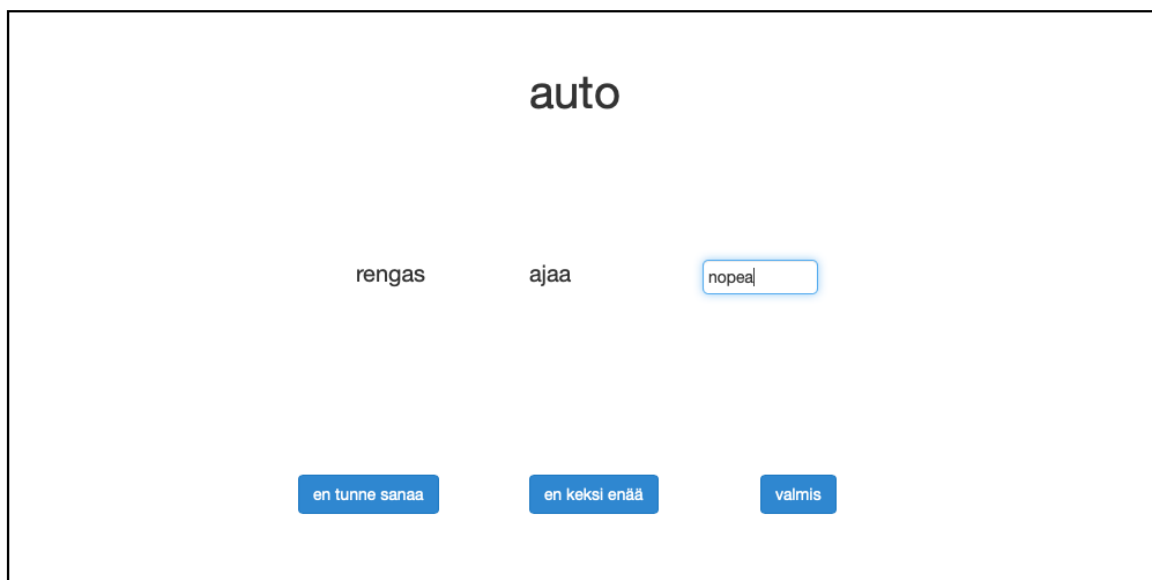 auto
rengas ajaa nopea
en tunne sanaa en keksi enää valmis